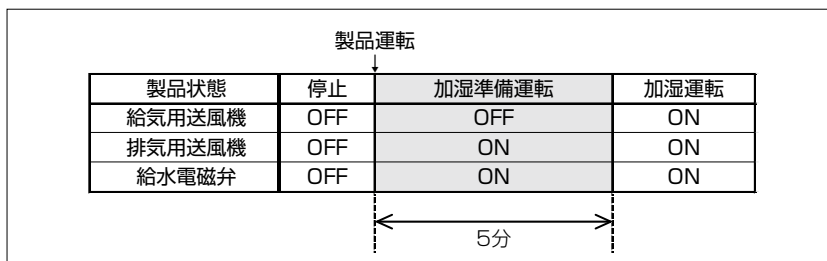 製品運転
製品状態 停止 加湿準備運転 加湿運転
給気用送風機 OFF OFF ON
排気用送風機 OFF ON ON
給水電磁弁 OFF ON ON
5分